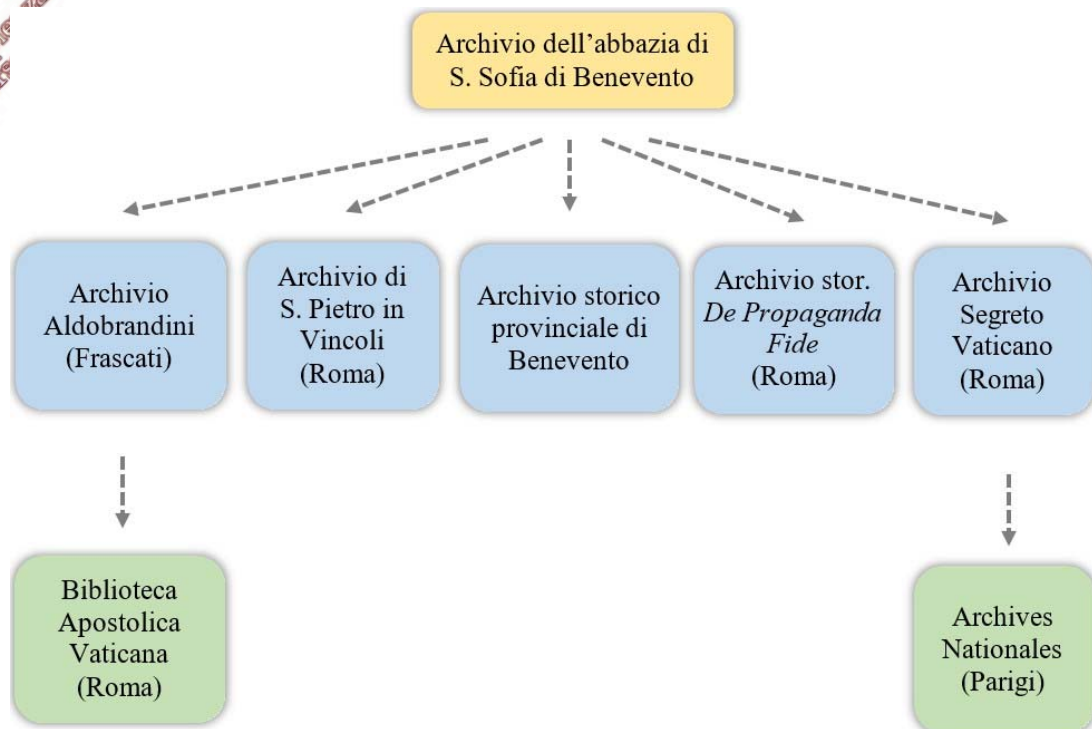 Archivio dell'abbazia di
S. Sofia di Benevento
Archivio
Aldobrandini
(Frascati)
Archivio di
S. Pietro in
Vincoli
(Roma)
Archivio storico
provinciale di
Benevento
Archivio stor.
De Propaganda
Fide
(Roma)
Archivio
Segreto
Vaticano
(Roma)
Biblioteca
Apostolica
Vaticana
(Roma)
Archives
Nationales
(Parigi)